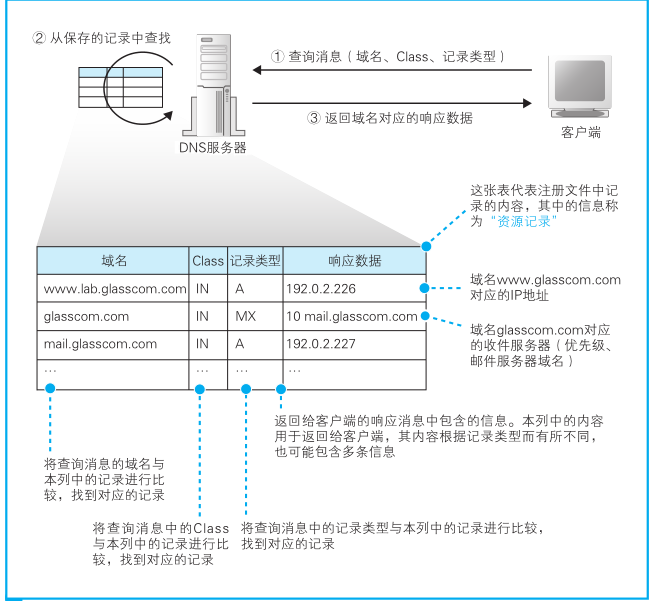 ② 从保存的记录中查找
① 查询消息（域名、Class、记录类型）
③ 返回域名对应的响应数据
DNS服务器
客户端
这张表代表注册文件中记
录的内容，其中的信息称
为“资源记录”
域名 Class 记录类型 响应数据
www.lab.glasscom.com IN A 192.0.2.226
glasscom.com IN MX 10 mail.glasscom.com
mail.glasscom.com IN A 192.0.2.227
… … … …
域名www.glasscom.com
对应的IP地址
域名glasscom.com对应
的收件服务器（优先级、
邮件服务器域名）
返回给客户端的响应消息中包含的信息。本列中的内容
用于返回给客户端，其内容根据记录类型而有所不同，
也可能包含多条信息
将查询消息的域名与
本列中的记录进行比
较，找到对应的记录
将查询消息中的Class
与本列中的记录进行比
较，找到对应的记录
将查询消息中的记录类型与本列中的记录进行比较，
找到对应的记录